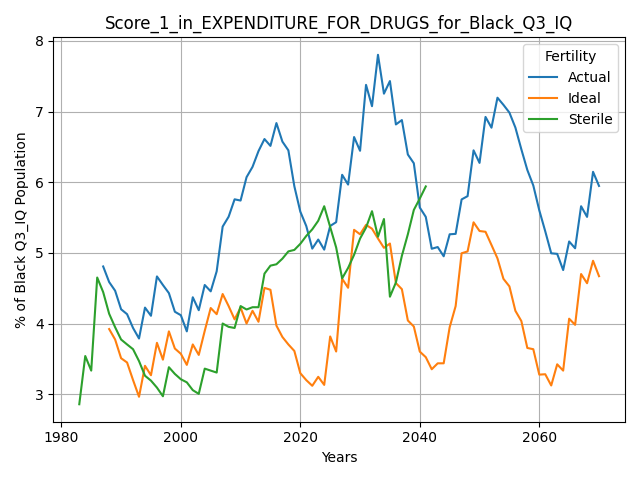 Score_1_in_EXPENDITURE_FOR_DRUGS_for_Black_Q3_IQ
Fertility
Actual
Ideal
Sterile
% of Black Q3_IQ Population
8
7
6
5
4
3
1980
2000
2020
2040
2060
Years